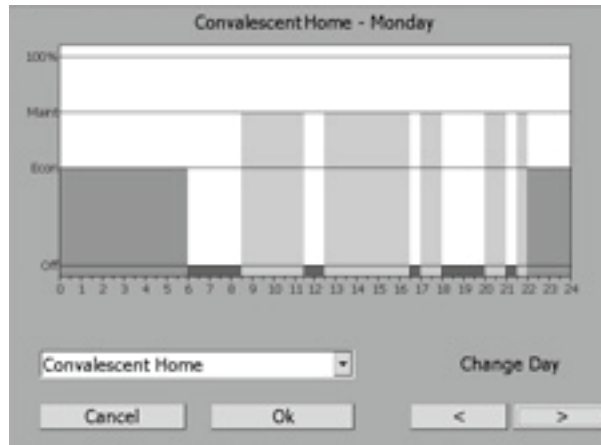 Convalescent Home - Monday
100%
Maint
Econ
Off
0 1 2 3 4 5 6 7 8 9 10 11 12 13 14 15 16 17 18 19 20 21 22 23 24
Convalescent Home
Change Day
Cancel Ok < >